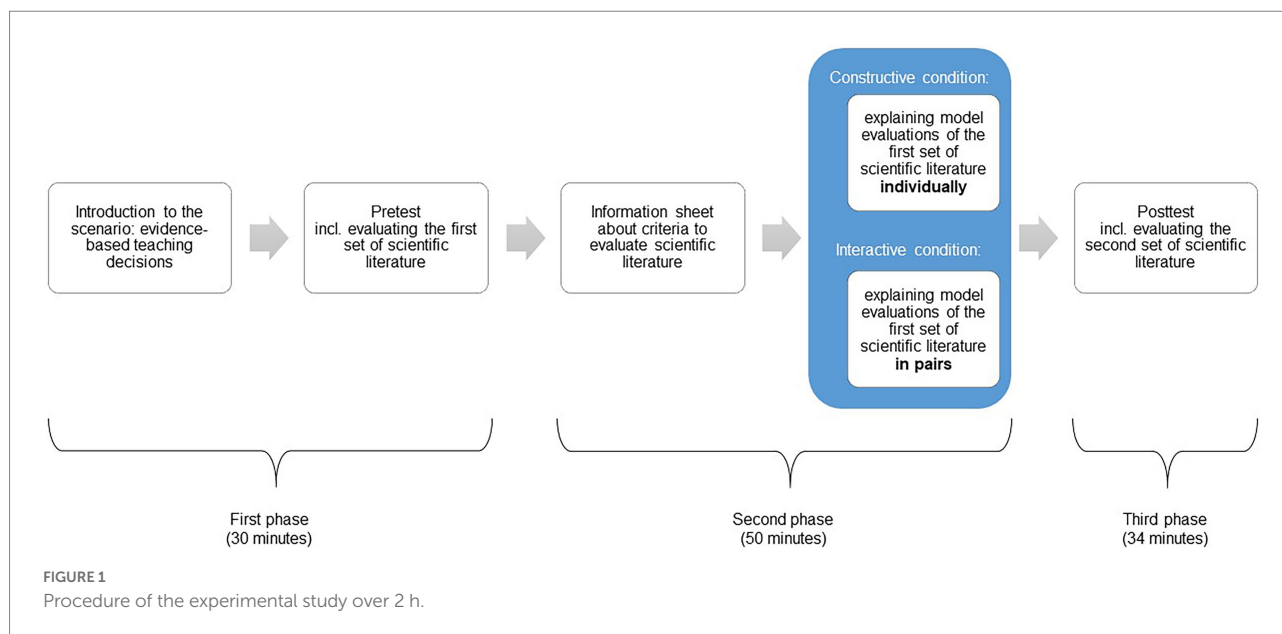 Introduction to the
scenario: evidence-
based teaching
decisions
Pretest
incl. evaluating the first
set of scientific
literature
Information sheet
about criteria to
evaluate scientific
literature
Constructive condition:
explaining model
evaluations of the
first set of
scientific literature
individually
Interactive condition:
explaining model
evaluations of the
first set of
scientific literature
in pairs
Posttest
incl. evaluating the
second set of scientific
literature
First phase
(30 minutes)
Second phase
(50 minutes)
Third phase
(34 minutes)
FIGURE 1
Procedure of the experimental study over 2 h.